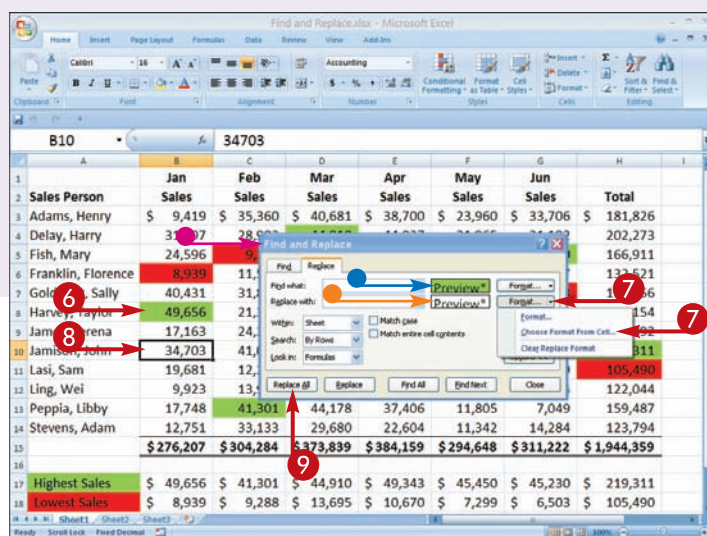 Find and Replace.xlsx - Microsoft Excel
Home Insert Page Layout Formulas Data Review View Add-Ins
Paste
Calibri 16 A A
Accounting
Conditional Formatting Format as Table Cell Styles
Insert
Delete
Format
Sort & Filter Find & Select
B I U
$ % ,
Clipboard Font Alignment Number Styles Cells Editing
B10 fx 34703
A B C D E F G H I
1 Jan Feb Mar Apr May Jun
2 Sales Person Sales Sales Sales Sales Sales Sales Total
3 Adams, Henry $ 9,419 $ 35,360 $ 40,681 $ 38,700 $ 23,960 $ 33,706 $ 181,826
4 Delay, Harry 202,273
5 Fish, Mary 24,596 166,911
6 Franklin, Florence 8,939
7 Sally 40,431
8 Harvey, Taylor 49,656
9 17,163
10 Jamison, John 34,703
11 Lasi, Sam 19,681 105,490
12 Ling, Wei 9,923 122,044
13 Peppia, Libby 17,748 41,301 44,178 37,406 11,805 7,049 159,487
14 Stevens, Adam 12,751 33,133 29,680 22,604 11,342 14,284 123,794
15 $276,207 $304,284 $373,839 $384,159 $294,648 $311,222 $1,944,359
16
17 Highest Sales $ 49,656 $ 41,301 $ 44,910 $ 49,343 $ 45,450 $ 45,230 $ 219,311
18 Lowest Sales $ 8,939 $ 9,288 $ 13,695 $ 10,670 $ 7,299 $ 6,503 $ 105,490
Find and Replace
Find Replace
Find what: Preview* Format...
Replace with: Preview* Format...
Format...
Choose Format From Cell...
Clear Replace Format
Within: Sheet Match case
Search: By Rows Match entire cell contents
Look in: Formulas
Replace All Replace Find All Find Next Close
6
7
7
8
9
Sheet1 Sheet2 Sheet3
Ready Scroll Lock Fixed Decimal 100%